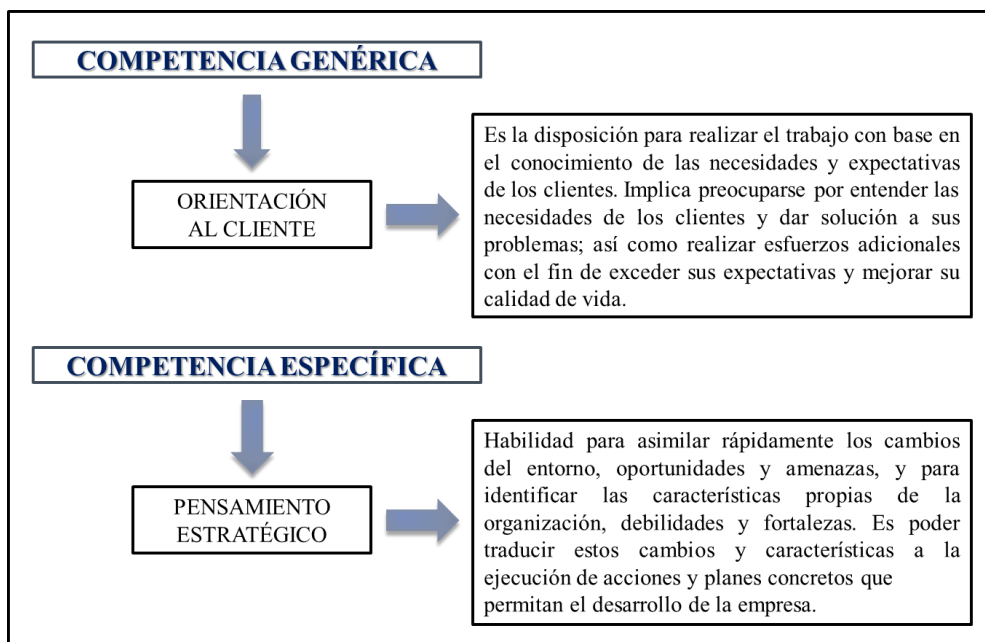 COMPETENCIA GENÉRICA
ORIENTACIÓN
AL CLIENTE
Es la disposición para realizar el trabajo con base en
el conocimiento de las necesidades y expectativas
de los clientes. Implica preocuparse por entender las
necesidades de los clientes y dar solución a sus
problemas; así como realizar esfuerzos adicionales
con el fin de exceder sus expectativas y mejorar su
calidad de vida.
COMPETENCIA ESPECÍFICA
PENSAMIENTO
ESTRATÉGICO
Habilidad para asimilar rápidamente los cambios
del entorno, oportunidades y amenazas, y para
identificar las características propias de la
organización, debilidades y fortalezas. Es poder
traducir estos cambios y características a la
ejecución de acciones y planes concretos que
permitan el desarrollo de la empresa.